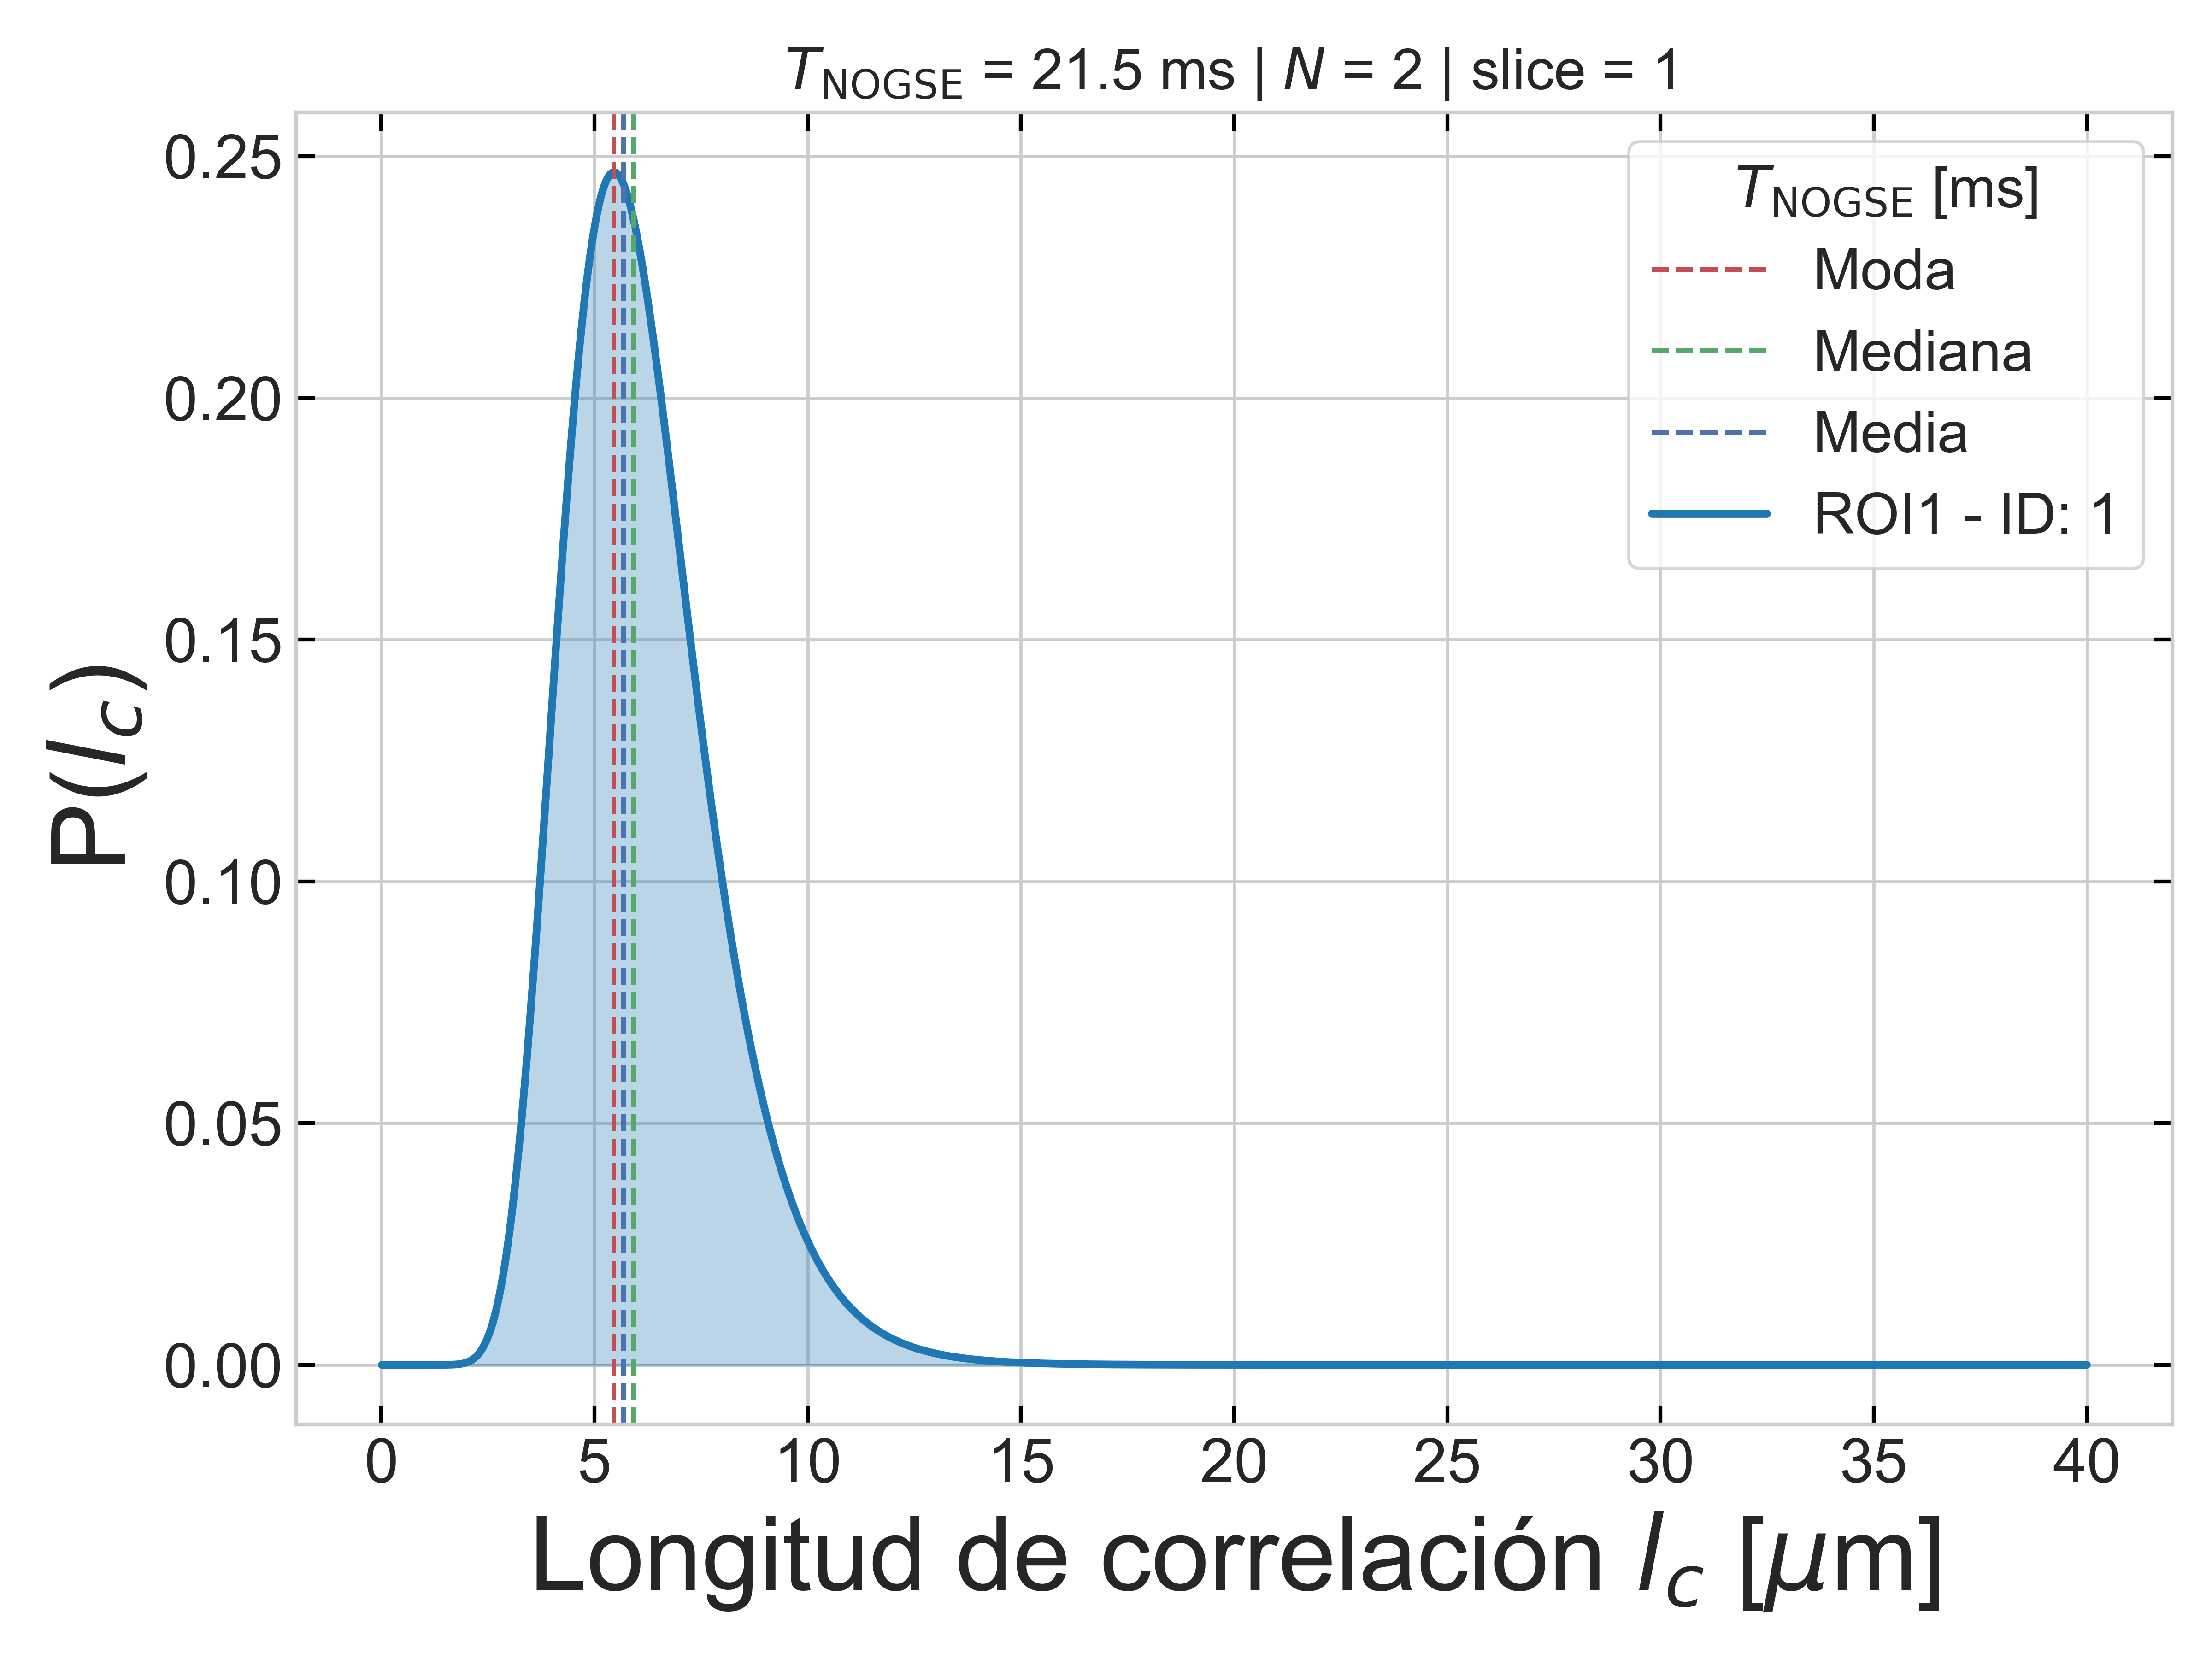 T_NOGSE = 21.5 ms | N = 2 | slice = 1
T_NOGSE [ms]
Moda
Mediana
Media
ROI1 - ID: 1
P(l_c)
0.25
0.20
0.15
0.10
0.05
0.00
0 5 10 15 20 25 30 35 40
Longitud de correlación l_c [μm]